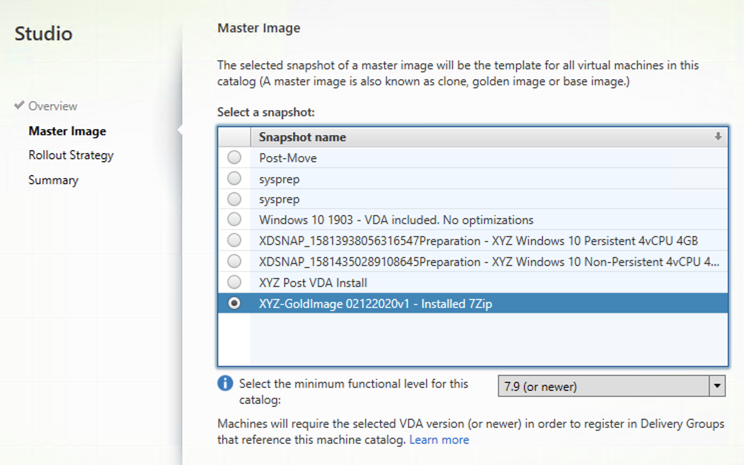 Studio
Overview
Master Image
Rollout Strategy
Summary
Master Image
The selected snapshot of a master image will be the template for all virtual machines in this
catalog (A master image is also known as clone, golden image or base image.)
Select a snapshot:
Snapshot name
Post-Move
sysprep
sysprep
Windows 10 1903 - VDA included. No optimizations
XDSNAP_15813938056316547Preparation - XYZ Windows 10 Persistent 4vCPU 4GB
XDSNAP_15814350289108645Preparation - XYZ Windows 10 Non-Persistent 4vCPU 4...
XYZ Post VDA Install
XYZ-GoldImage 02122020v1 - Installed 7Zip
Select the minimum functional level for this
catalog:
7.9 (or newer)
Machines will require the selected VDA version (or newer) in order to register in Delivery Groups
that reference this machine catalog. Learn more